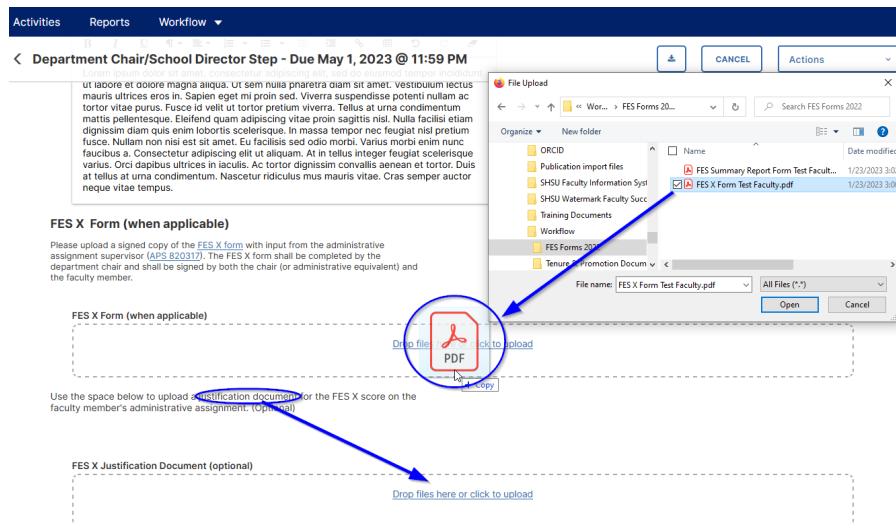 Activities Reports Workflow
Department Chair/School Director Step - Due May 1, 2023 @ 11:59 PM
CANCEL
Actions
ut labore et dolore magna aliqua. Ut sem nulla pharetra diam sit amet. Vestibulum lectus
mauris ultrices eros in. Sapien eget mi proin sed. Viverra suspendisse potenti nullam ac
tortor vitae purus. Fusce id velit ut tortor pretium viverra. Tellus at urna condimentum
mattis pellentesque. Eleifend quam adipiscing vitae proin sagittis nisl. Nulla facilisi etiam
dignissim diam quis enim lobortis scelerisque. In massa tempor nec feugiat nisl pretium
fusce. Nullam non nisi est sit amet. Eu facilisis sed odio morbi. Varius morbi enim nunc
faucibus a. Consectetur adipiscing elit ut aliquam. At in tellus integer feugiat scelerisque
varius. Orci dapibus ultrices in iaculis. Ac tortor dignissim convallis aenean et tortor. Duis
at tellus at urna condimentum. Nascetur ridiculus mus mauris vitae. Cras semper auctor
neque vitae tempus.
File Upload
« Wor... > FES Forms 20...
Search FES Forms 2022
Organize New folder
ORCID
Publication import files
SHSU Faculty Information Syst
SHSU Watermark Faculty Succ
Training Documents
Workflow
FES Forms 2022
Tenure & Promotion Docum
Name Date modified
FES Summary Report Form Test Facult... 1/23/2023 3:02
FES X Form Test Faculty.pdf 1/23/2023 3:00
File name: FES X Form Test Faculty.pdf All Files (*.*)
Open Cancel
FES X Form (when applicable)
Please upload a signed copy of the FES X form with input from the administrative
assignment supervisor (APS 820317). The FES X form shall be completed by the
department chair and shall be signed by both the chair (or administrative equivalent) and
the faculty member.
FES X Form (when applicable)
Drop files here or click to upload
PDF
+ Copy
Use the space below to upload a justification document for the FES X score on the
faculty member's administrative assignment. (Optional)
FES X Justification Document (optional)
Drop files here or click to upload